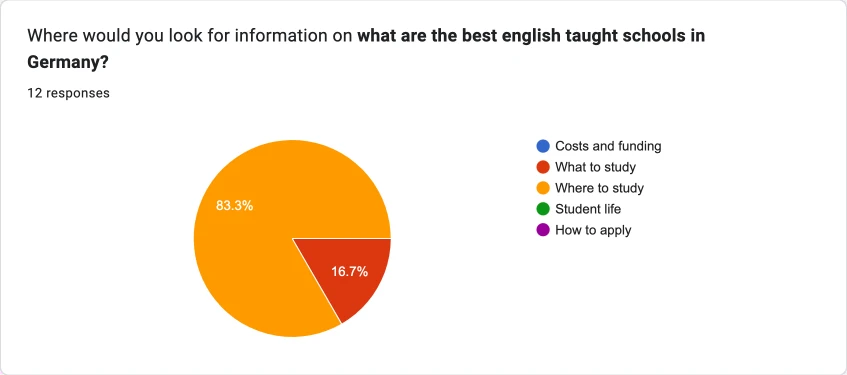 Where would you look for information on what are the best english taught schools in
Germany?
12 responses
83.3%
16.7%
Costs and funding
What to study
Where to study
Student life
How to apply